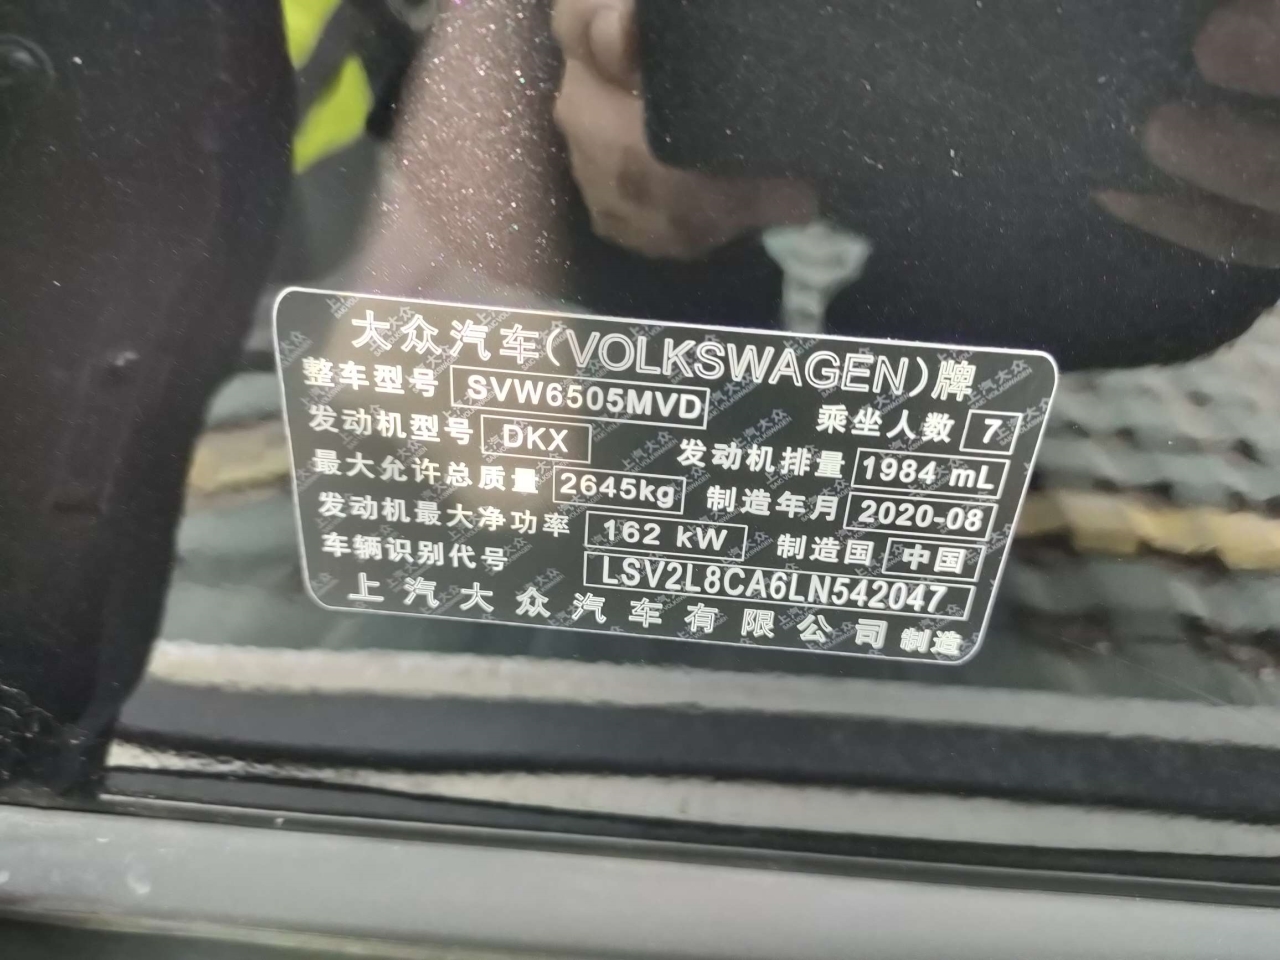 大众汽车(VOLKSWAGEN)牌
整车型号 SVW6505MVD 乘坐人数 7
发动机型号 DKX 发动机排量 1984 mL
最大允许总质量 2645kg 制造年月 2020-08
发动机最大净功率 162 kW 制造国 中国
车辆识别代号 LSV2L8CA6LN542047
上汽大众汽车有限公司 制造